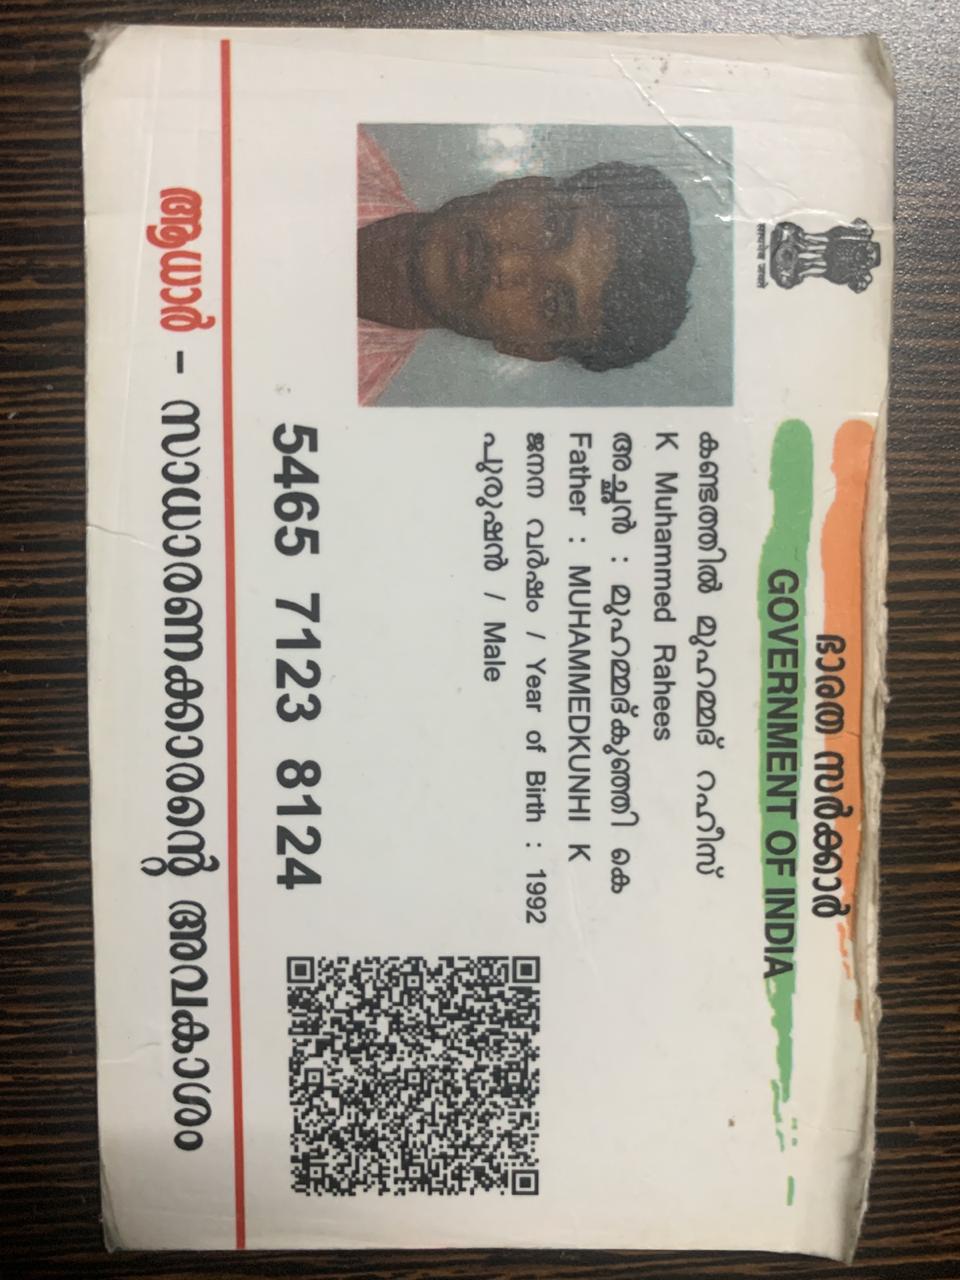 सत्यमेव जयते
ഭാരത സർക്കാർ
GOVERNMENT OF INDIA
കണ്ടത്തിൽ മുഹമ്മദ് റഹീസ്
K Muhammed Rahees
അച്ഛൻ : മുഹമ്മദ്കുഞ്ഞി കെ
Father : MUHAMMEDKUNHI K
ജനന വർഷം / Year of Birth : 1992
പുരുഷൻ / Male
5465 7123 8124
ആധാർ - സാധാരണക്കാരന്റെ അവകാശം